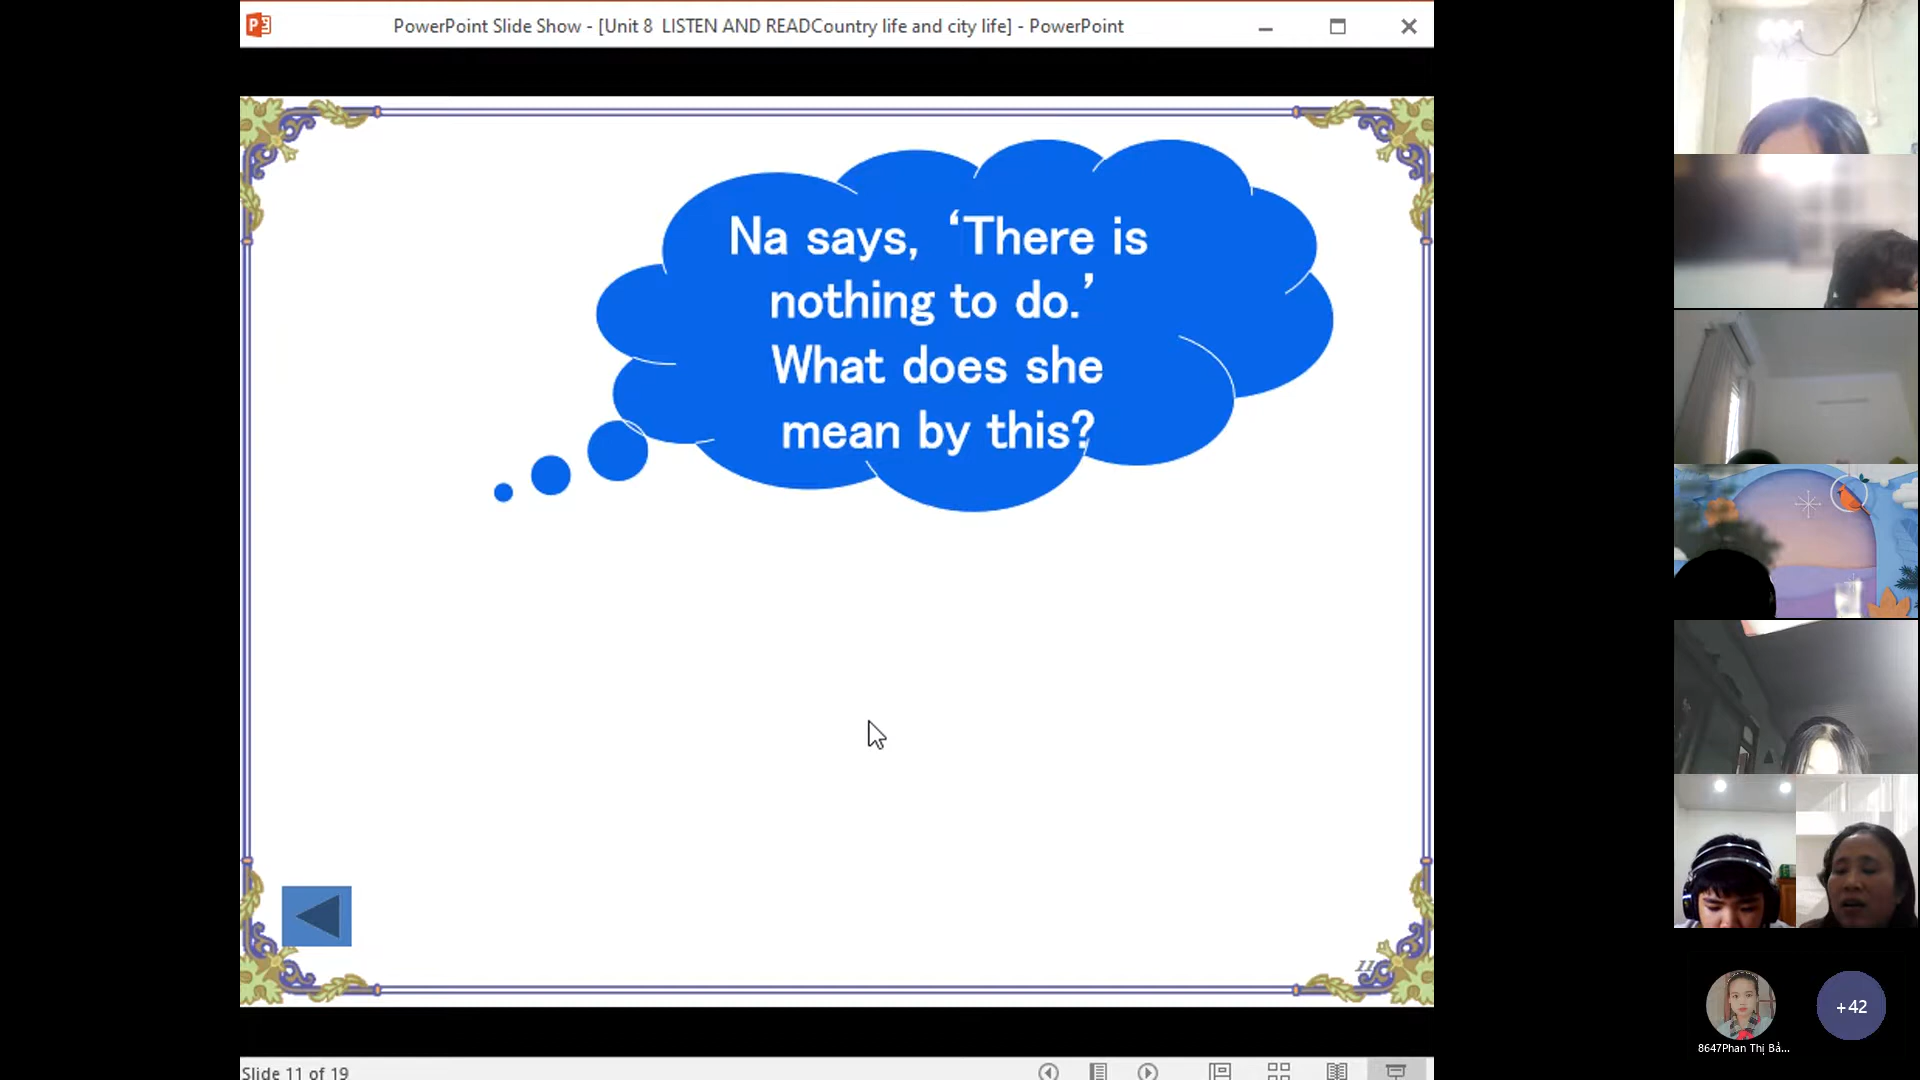 PowerPoint Slide Show - [Unit 8  LISTEN AND READCountry life and city life] - PowerPoint
Na says, ‘There is
nothing to do.’
What does she
mean by this?
11
8647Phan Thị Bả...
+42
Slide 11 of 19